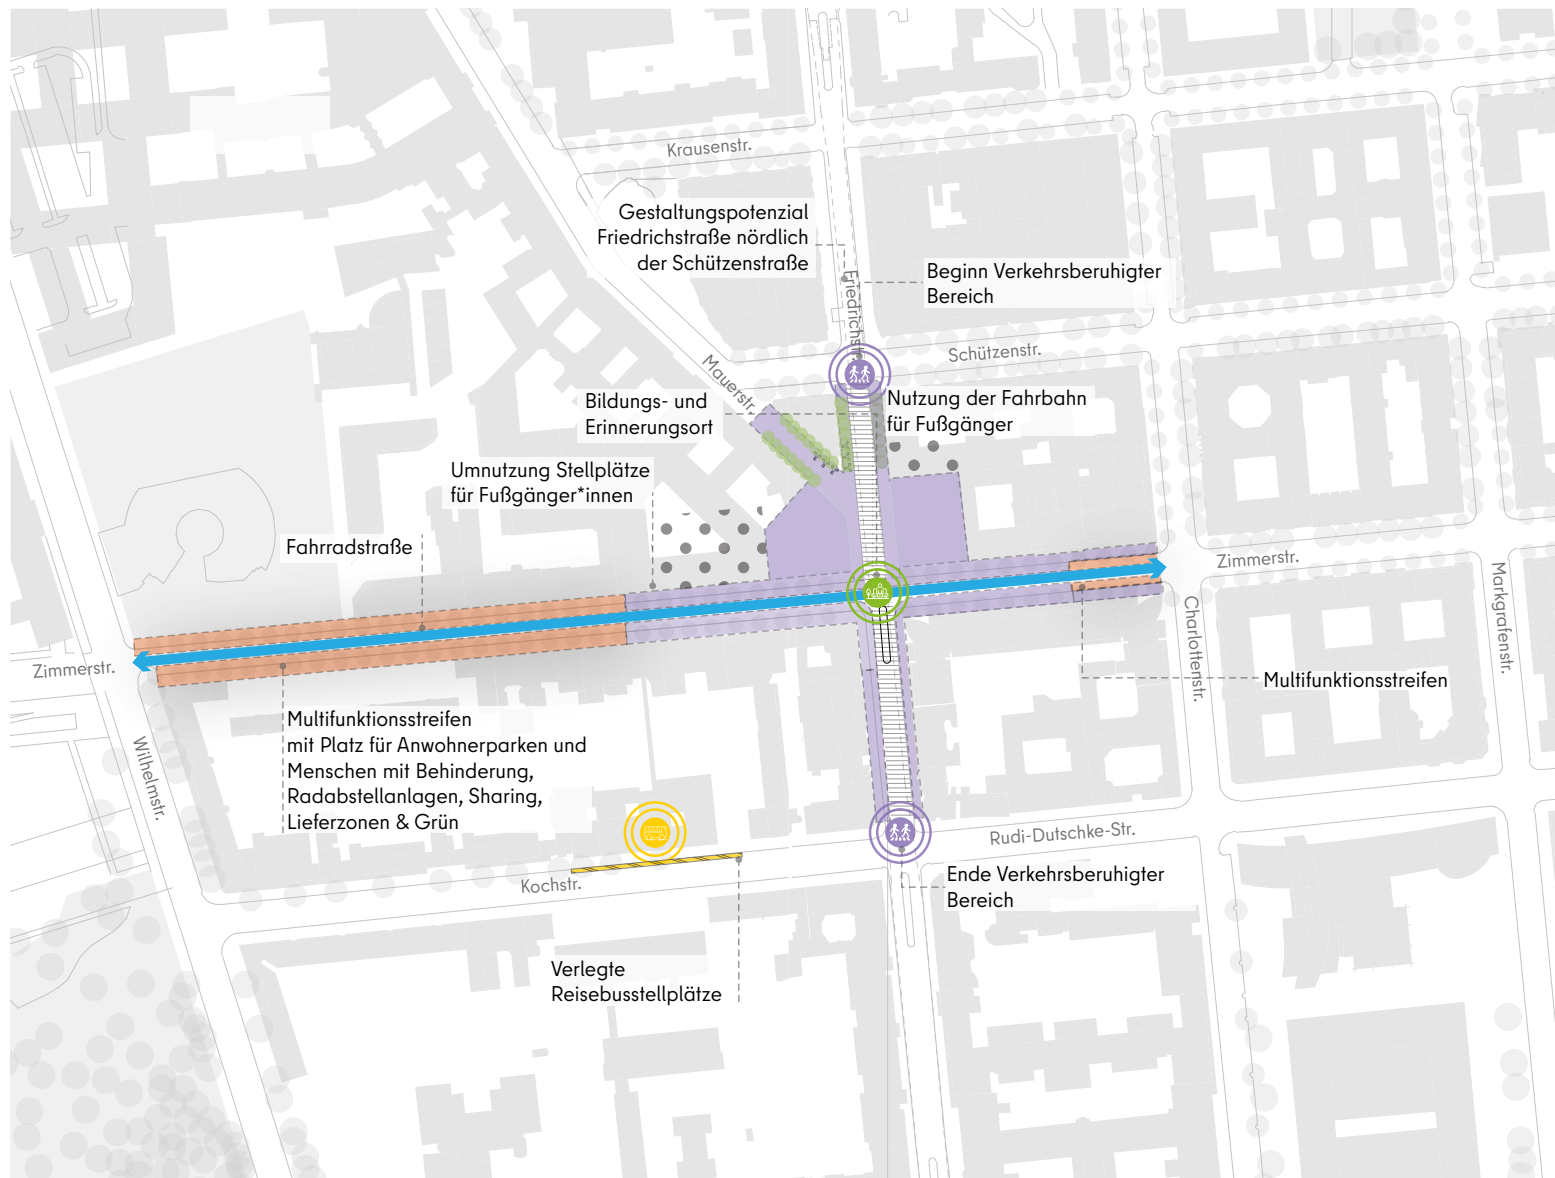 Krausenstr.
Gestaltungspotenzial
Friedrichstraße nördlich
der Schützenstraße
Beginn Verkehrsberuhigter
Bereich
Friedrichstr.
Schützenstr.
Mauerstr.
Bildungs- und
Erinnerungsort
Nutzung der Fahrbahn
für Fußgänger
Umnutzung Stellplätze
für Fußgänger*innen
Fahrradstraße
Zimmerstr.
Markgrafenstr.
Charlottenstr.
Zimmerstr.
Multifunktionsstreifen
Multifunktionsstreifen
mit Platz für Anwohnerparken und
Menschen mit Behinderung,
Radabstellanlagen, Sharing,
Lieferzonen & Grün
Wilhelmstr.
Rudi-Dutschke-Str.
Kochstr.
Ende Verkehrsberuhigter
Bereich
Verlegte
Reisebusstellplätze